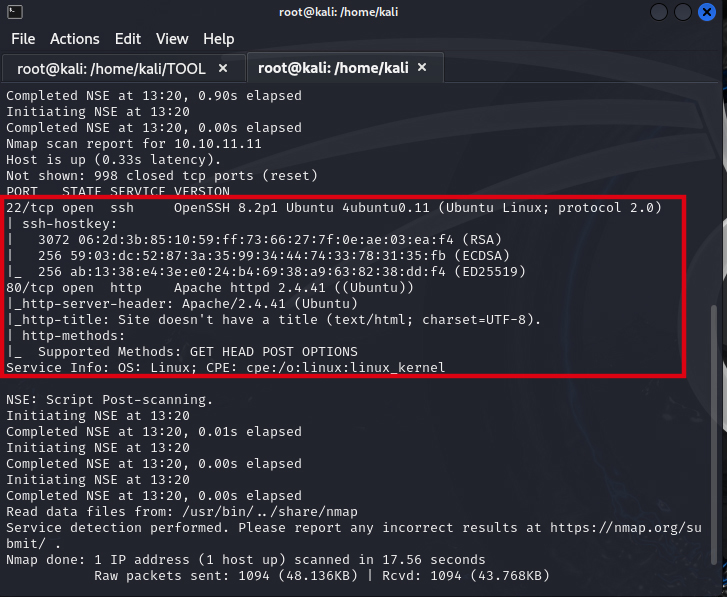 root@kali: /home/kali
File Actions Edit View Help
root@kali: /home/kali/TOOL × root@kali: /home/kali ×
Completed NSE at 13:20, 0.90s elapsed
Initiating NSE at 13:20
Completed NSE at 13:20, 0.00s elapsed
Nmap scan report for 10.10.11.11
Host is up (0.33s latency).
Not shown: 998 closed tcp ports (reset)
PORT   STATE SERVICE VERSION
22/tcp open  ssh     OpenSSH 8.2p1 Ubuntu 4ubuntu0.11 (Ubuntu Linux; protocol 2.0)
| ssh-hostkey:
|   3072 06:2d:3b:85:10:59:ff:73:66:27:7f:0e:ae:03:ea:f4 (RSA)
|   256 59:03:dc:52:87:3a:35:99:34:44:74:33:78:31:35:fb (ECDSA)
|_  256 ab:13:38:e4:3e:e0:24:b4:69:38:a9:63:82:38:dd:f4 (ED25519)
80/tcp open  http    Apache httpd 2.4.41 ((Ubuntu))
|_http-server-header: Apache/2.4.41 (Ubuntu)
|_http-title: Site doesn't have a title (text/html; charset=UTF-8).
| http-methods:
|_  Supported Methods: GET HEAD POST OPTIONS
Service Info: OS: Linux; CPE: cpe:/o:linux:linux_kernel
NSE: Script Post-scanning.
Initiating NSE at 13:20
Completed NSE at 13:20, 0.01s elapsed
Initiating NSE at 13:20
Completed NSE at 13:20, 0.00s elapsed
Initiating NSE at 13:20
Completed NSE at 13:20, 0.00s elapsed
Read data files from: /usr/bin/../share/nmap
Service detection performed. Please report any incorrect results at https://nmap.org/su
bmit/ .
Nmap done: 1 IP address (1 host up) scanned in 17.56 seconds
           Raw packets sent: 1094 (48.136KB) | Rcvd: 1094 (43.768KB)